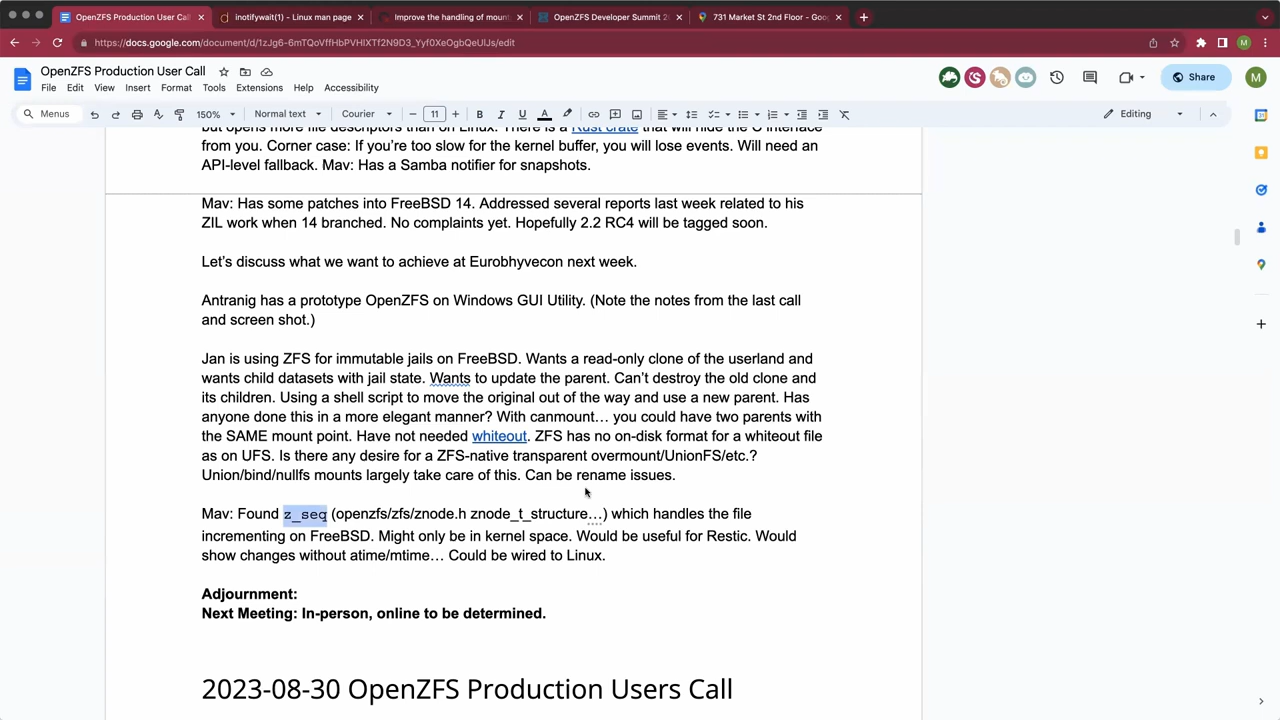 OpenZFS Production User Cal
inotifywait(1) - Linux man page
Improve the handling of moun
OpenZFS Developer Summit 2
731 Market St 2nd Floor - Goo
https://docs.google.com/document/d/1zJg6-6mTQoVffHbPVHIXTf2N9D3_Yyf0XeOgbQeUlJs/edit
OpenZFS Production User Call
File Edit View Insert Format Tools Extensions Help Accessibility
Share
M
Menus
150%
Normal text
Courier
11
Editing
but opens more file descriptors than on Linux. There is a Rust crate that will hide the C interface
from you. Corner case: If you're too slow for the kernel buffer, you will lose events. Will need an
API-level fallback. Mav: Has a Samba notifier for snapshots.
Mav: Has some patches into FreeBSD 14. Addressed several reports last week related to his
ZIL work when 14 branched. No complaints yet. Hopefully 2.2 RC4 will be tagged soon.
Let's discuss what we want to achieve at Eurobhyvecon next week.
Antranig has a prototype OpenZFS on Windows GUI Utility. (Note the notes from the last call
and screen shot.)
Jan is using ZFS for immutable jails on FreeBSD. Wants a read-only clone of the userland and
wants child datasets with jail state. Wants to update the parent. Can't destroy the old clone and
its children. Using a shell script to move the original out of the way and use a new parent. Has
anyone done this in a more elegant manner? With canmount… you could have two parents with
the SAME mount point. Have not needed whiteout. ZFS has no on-disk format for a whiteout file
as on UFS. Is there any desire for a ZFS-native transparent overmount/UnionFS/etc.?
Union/bind/nullfs mounts largely take care of this. Can be rename issues.
Mav: Found z_seq (openzfs/zfs/znode.h znode_t_structure…) which handles the file
incrementing on FreeBSD. Might only be in kernel space. Would be useful for Restic. Would
show changes without atime/mtime… Could be wired to Linux.
Adjournment:
Next Meeting: In-person, online to be determined.
2023-08-30 OpenZFS Production Users Call